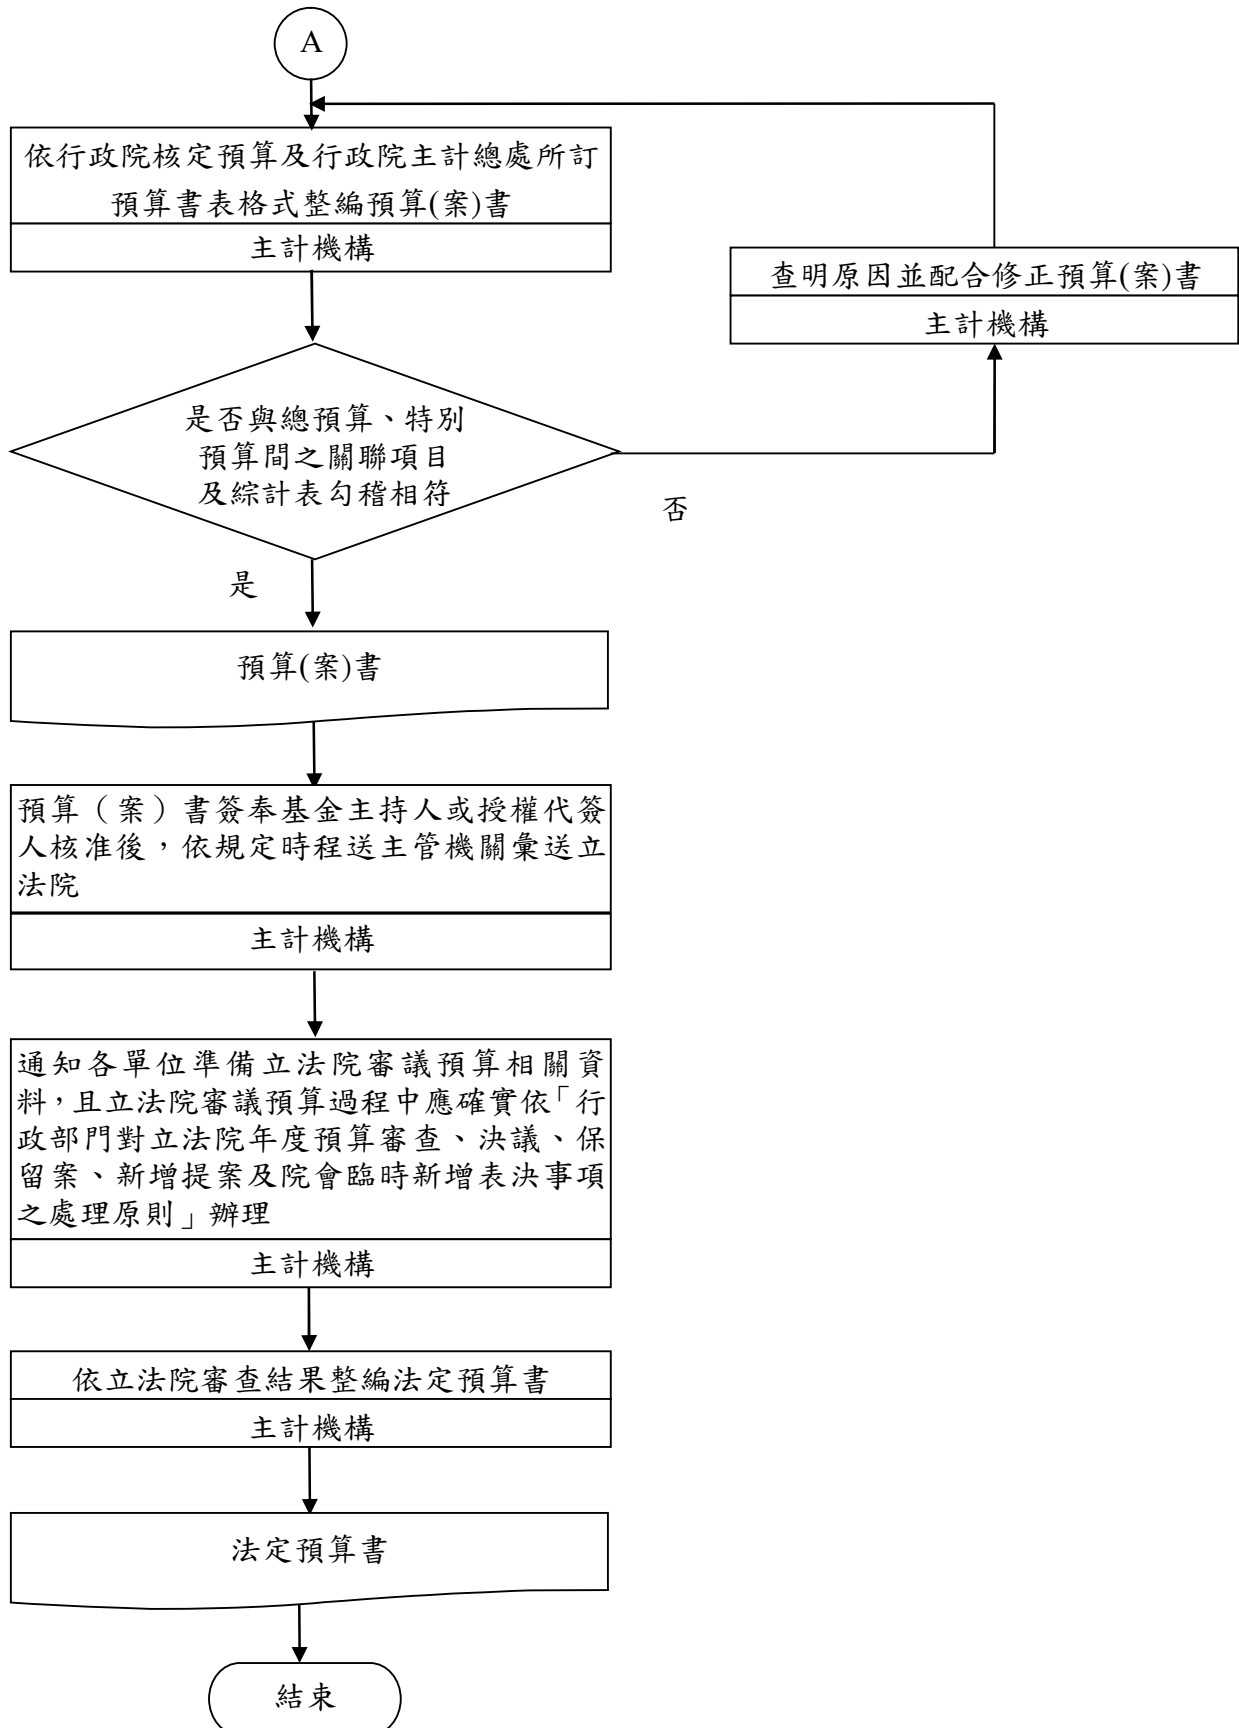 A
依行政院核定預算及行政院主計總處所訂
預算書表格式整編預算(案)書
主計機構
查明原因並配合修正預算(案)書
主計機構
是否與總預算、特別
預算間之關聯項目
及綜計表勾稽相符
否
是
預算(案)書
預算（案）書簽奉基金主持人或授權代簽
人核准後，依規定時程送主管機關彙送立
法院
主計機構
通知各單位準備立法院審議預算相關資
料，且立法院審議預算過程中應確實依「行
政部門對立法院年度預算審查、決議、保
留案、新增提案及院會臨時新增表決事項
之處理原則」辦理
主計機構
依立法院審查結果整編法定預算書
主計機構
法定預算書
結束